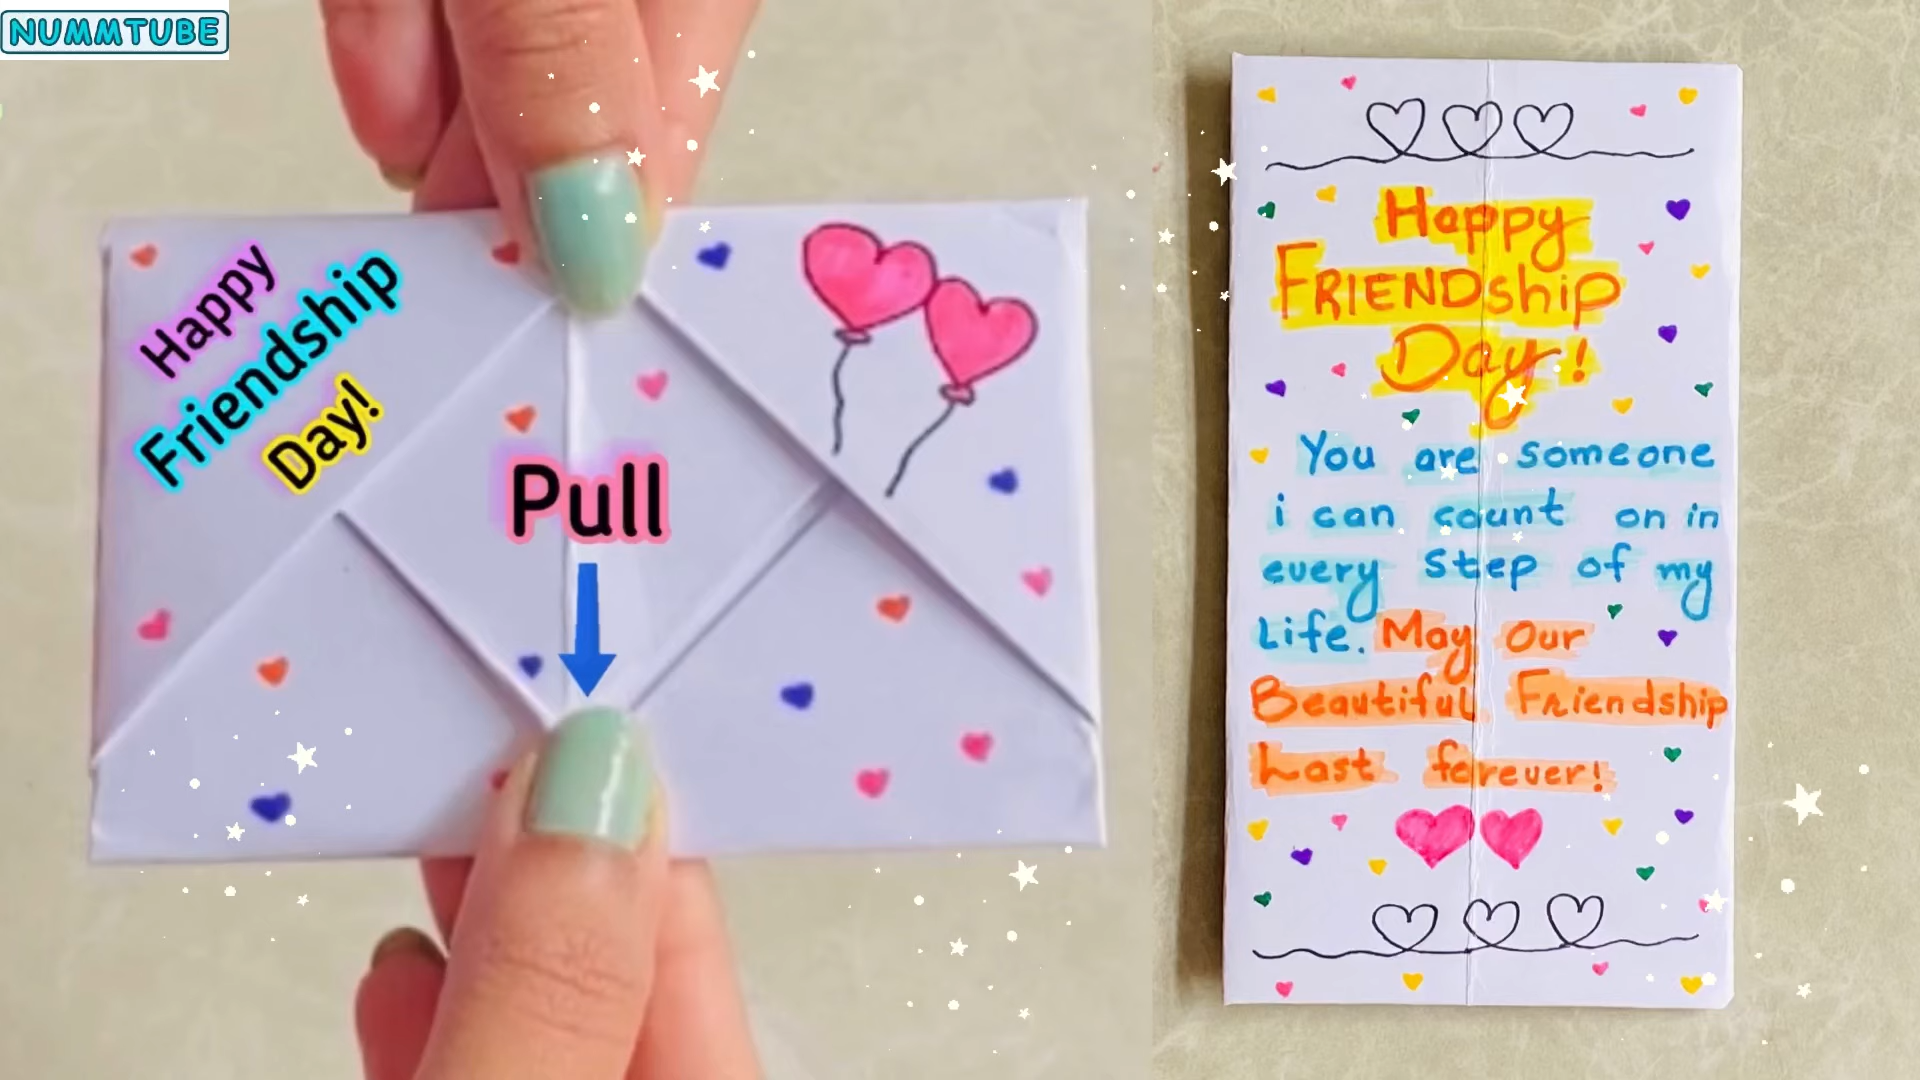 NUMMTUBE
Happy
Friendship
Day!
Pull
Happy
FRIENDship
Day!
You are someone
i can count on in
every step of my
Life. May Our
Beautiful Friendship
Last forever!